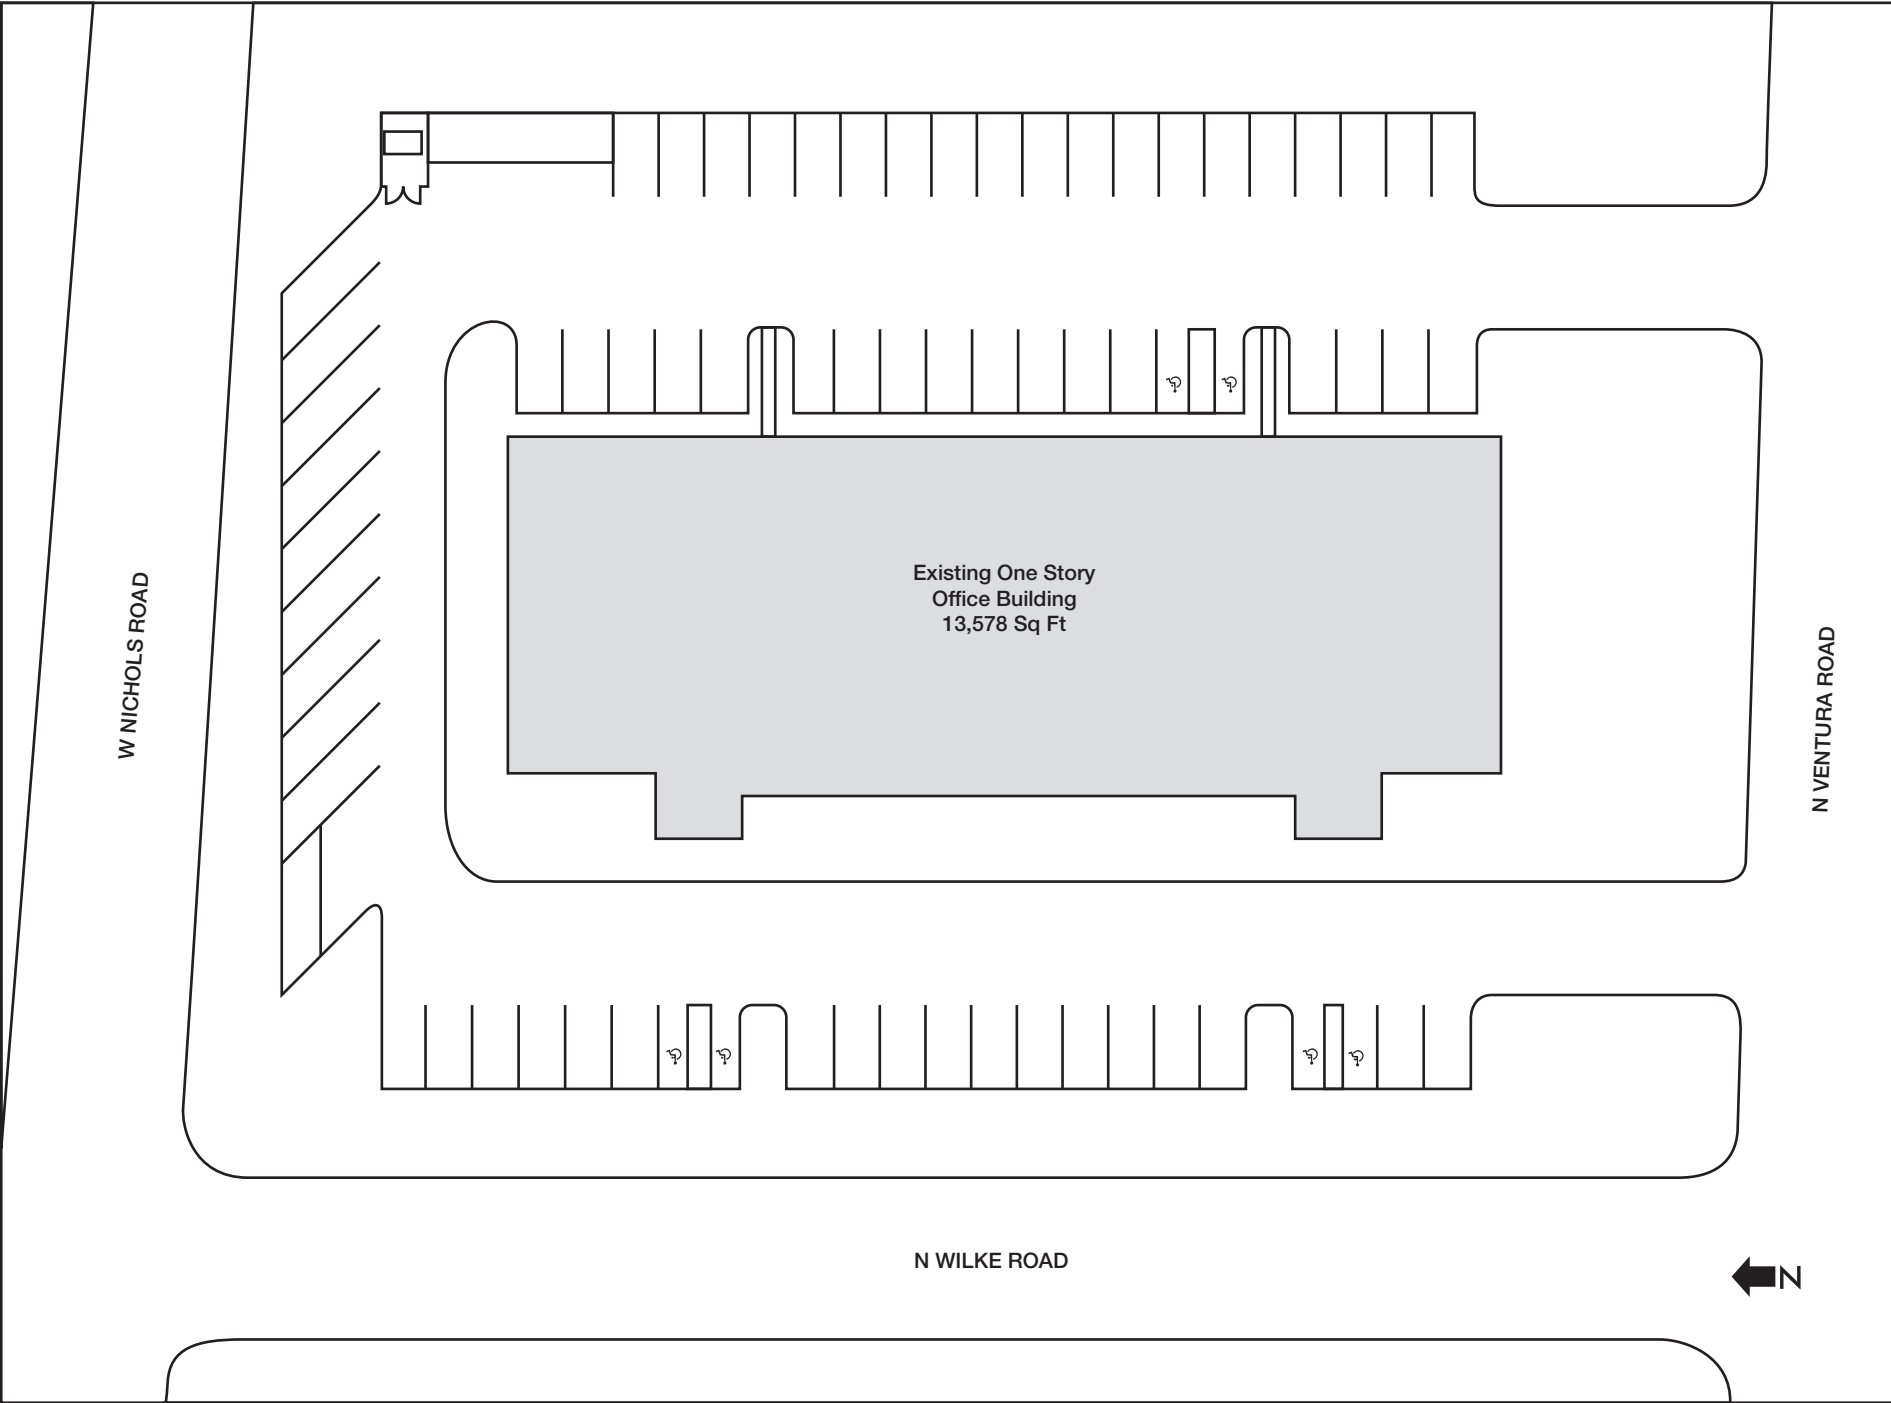 W NICHOLS ROAD
Existing One Story
Office Building
13,578 Sq Ft
N VENTURA ROAD
N WILKE ROAD
N